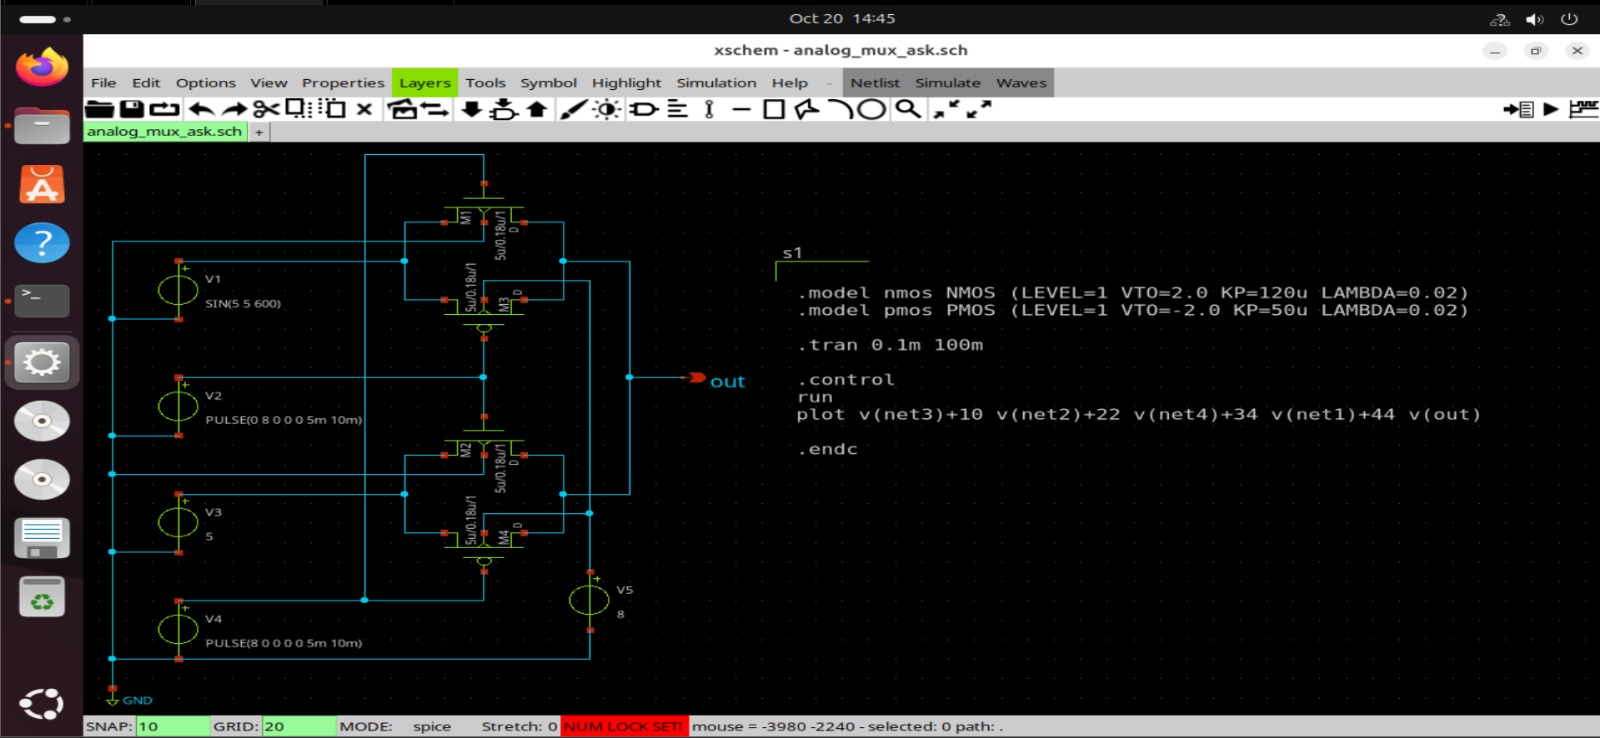 Oct 20 14:45
xschem - analog_mux_ask.sch
File Edit Options View Properties Layers Tools Symbol Highlight Simulation Help - Netlist Simulate Waves
analog_mux_ask.sch +
M1
5u/0.18u/1
D
V1
SIN(5 5 600)
5u/0.18u/1
M3
D
V2
PULSE(0 8 0 0 0 5m 10m)
out
M2
5u/0.18u/1
D
V3
5
5u/0.18u/1
M4
D
V4
PULSE(8 0 0 0 0 5m 10m)
V5
8
GND
s1
.model nmos NMOS (LEVEL=1 VTO=2.0 KP=120u LAMBDA=0.02)
.model pmos PMOS (LEVEL=1 VTO=-2.0 KP=50u LAMBDA=0.02)
.tran 0.1m 100m
.control
run
plot v(net3)+10 v(net2)+22 v(net4)+34 v(net1)+44 v(out)
.endc
SNAP: 10 GRID: 20 MODE: spice Stretch: 0 NUM LOCK SET! mouse = -3980 -2240 - selected: 0 path: .